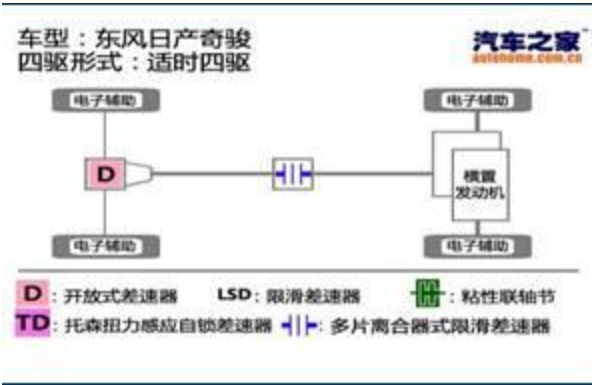 车型：东风日产奇骏
四驱形式：适时四驱
汽车之家
autohome.com.cn
电子辅助
电子辅助
D
横置
发动机
电子辅助
电子辅助
D：开放式差速器 LSD：限滑差速器 ：粘性联轴节
TD：托森扭力感应自锁差速器 ：多片离合器式限滑差速器